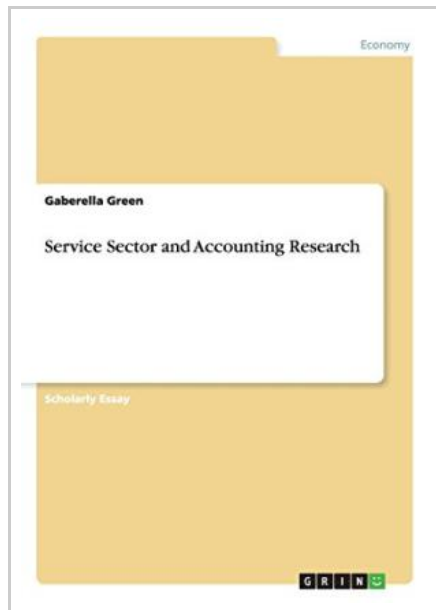 Economy
Gaberella Green
Service Sector and Accounting Research
Scholarly Essay
GRIN